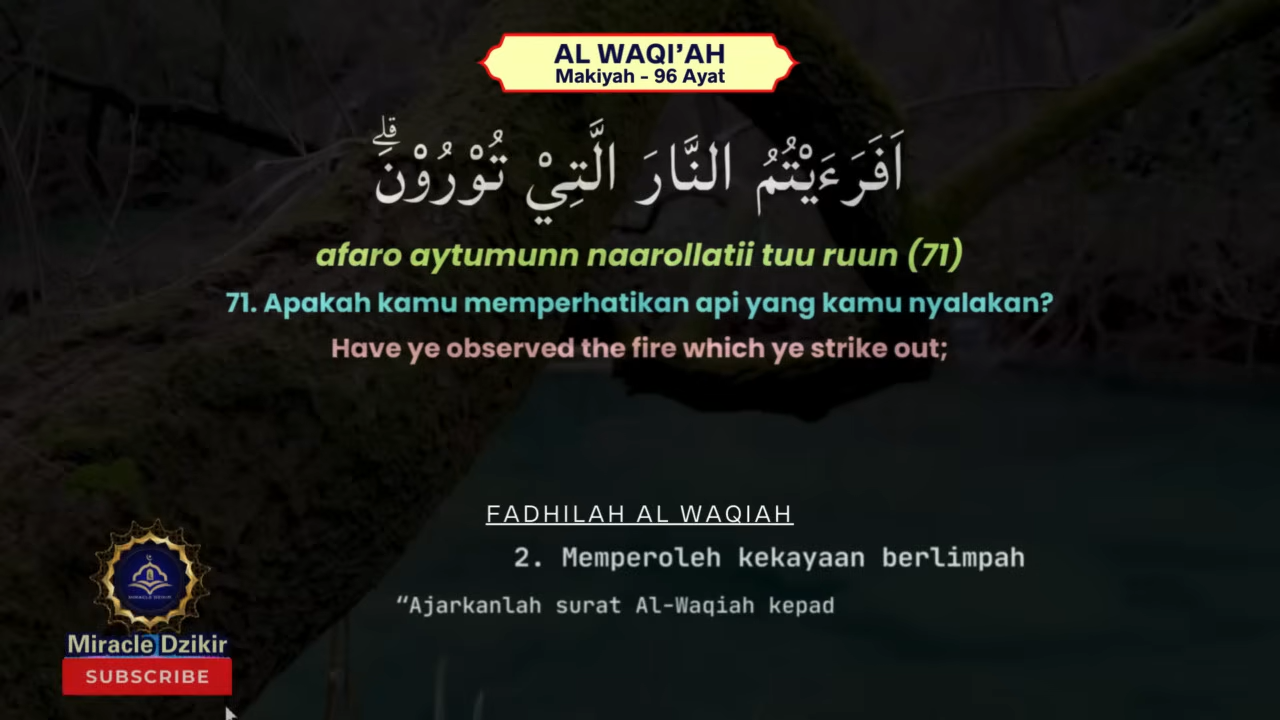 AL WAQI’AH
Makiyah - 96 Ayat
اَفَرَءَيْتُمُ النَّارَ الَّتِيْ تُوْرُوْنَۗ
afaro aytumunn naarollatii tuu ruun (71)
71. Apakah kamu memperhatikan api yang kamu nyalakan?
Have ye observed the fire which ye strike out;
FADHILAH AL WAQIAH
2. Memperoleh kekayaan berlimpah
“Ajarkanlah surat Al-Waqiah kepad
MIRACLE DZIKIR
Miracle Dzikir
SUBSCRIBE